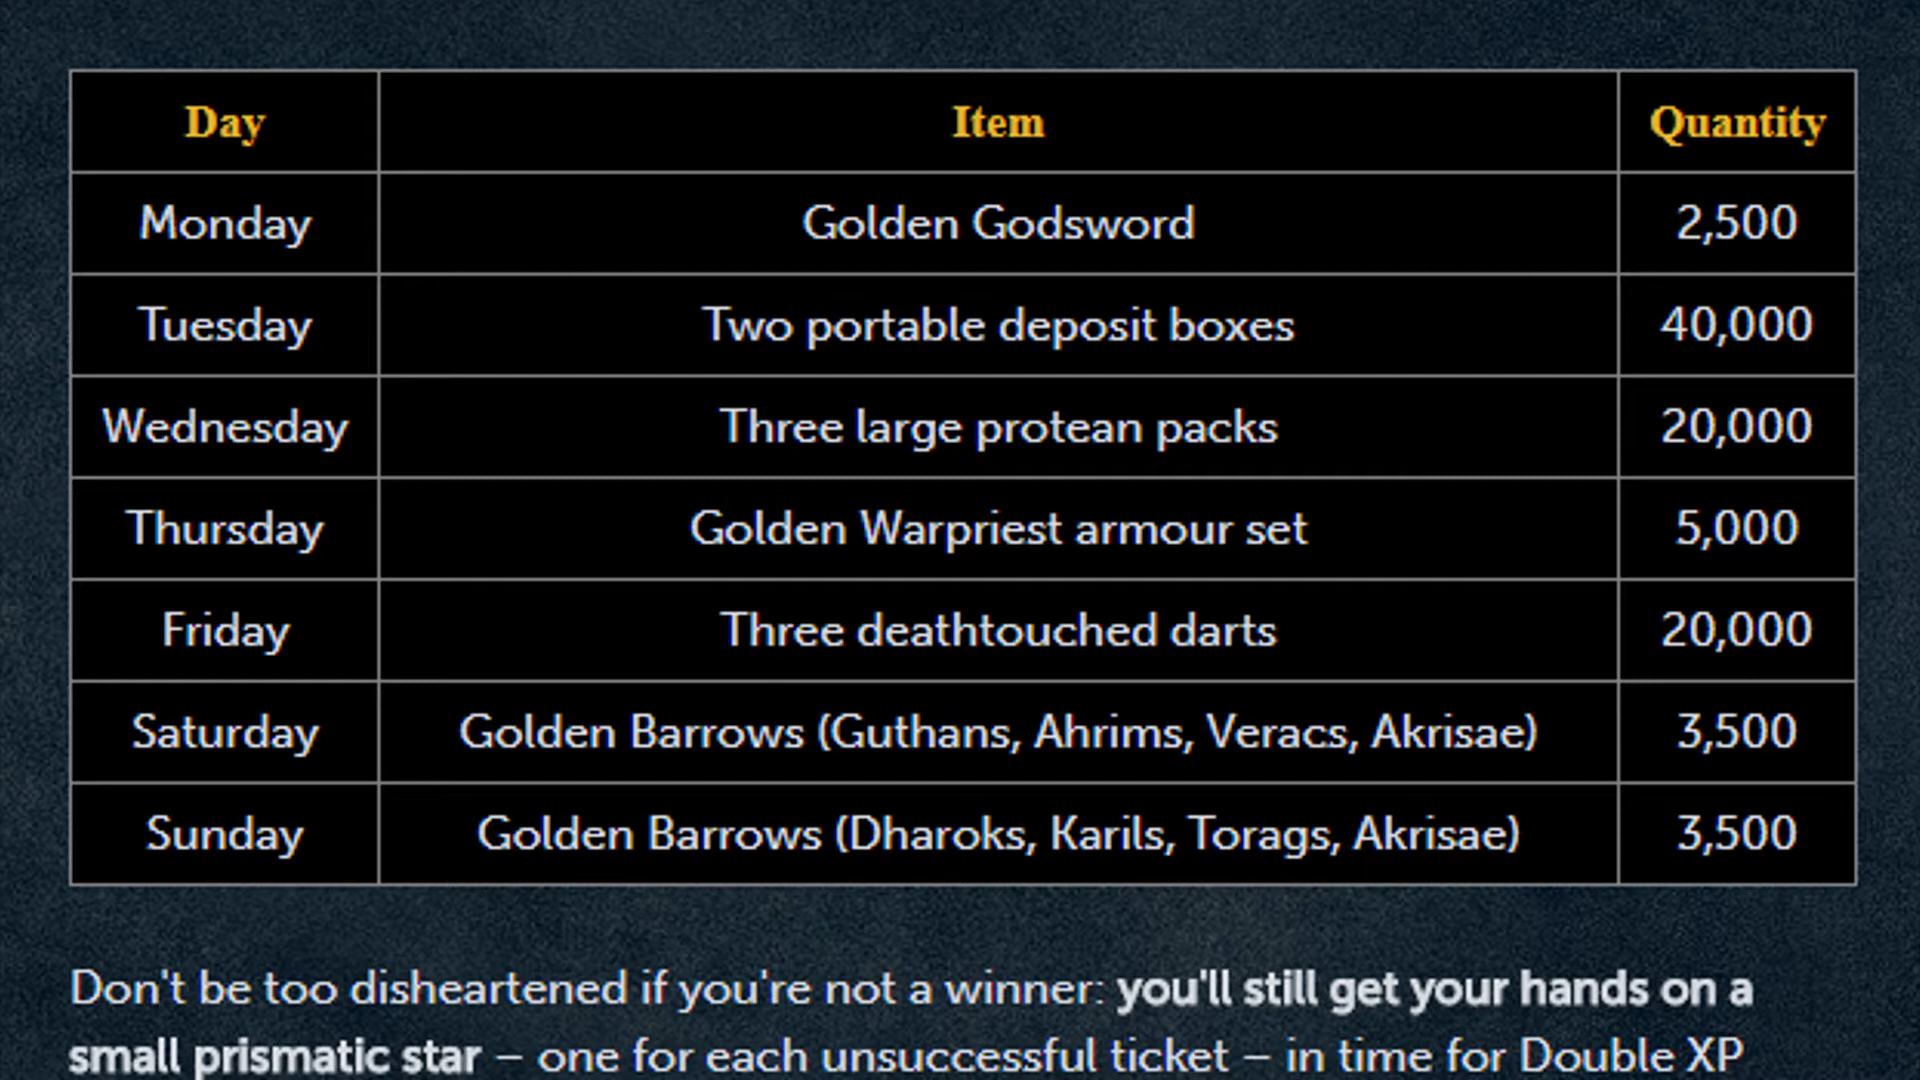 Day Item Quantity
Monday Golden Godsword 2,500
Tuesday Two portable deposit boxes 40,000
Wednesday Three large protean packs 20,000
Thursday Golden Warpriest armour set 5,000
Friday Three deathtouched darts 20,000
Saturday Golden Barrows (Guthans, Ahrims, Veracs, Akrisae) 3,500
Sunday Golden Barrows (Dharoks, Karils, Torags, Akrisae) 3,500
Don't be too disheartened if you're not a winner: you'll still get your hands on a
small prismatic star – one for each unsuccessful ticket – in time for Double XP